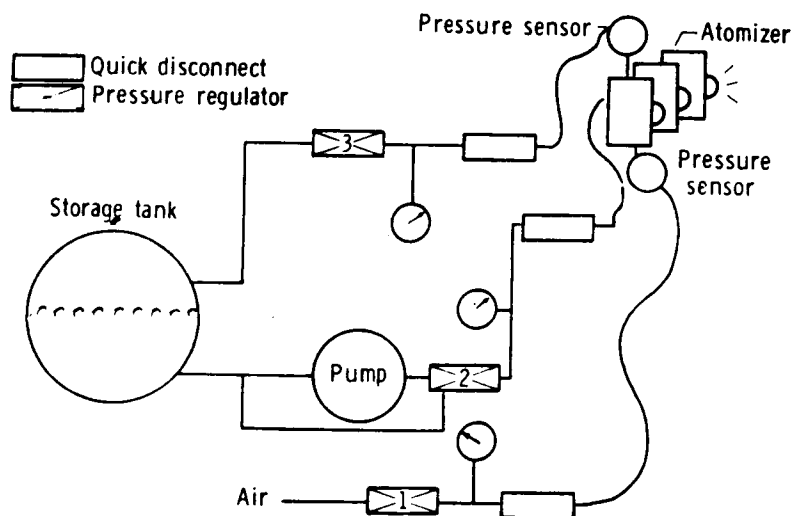 Pressure sensor
Atomizer
Quick disconnect
Pressure regulator
3
Pressure
sensor
Storage tank
Pump
2
Air
1